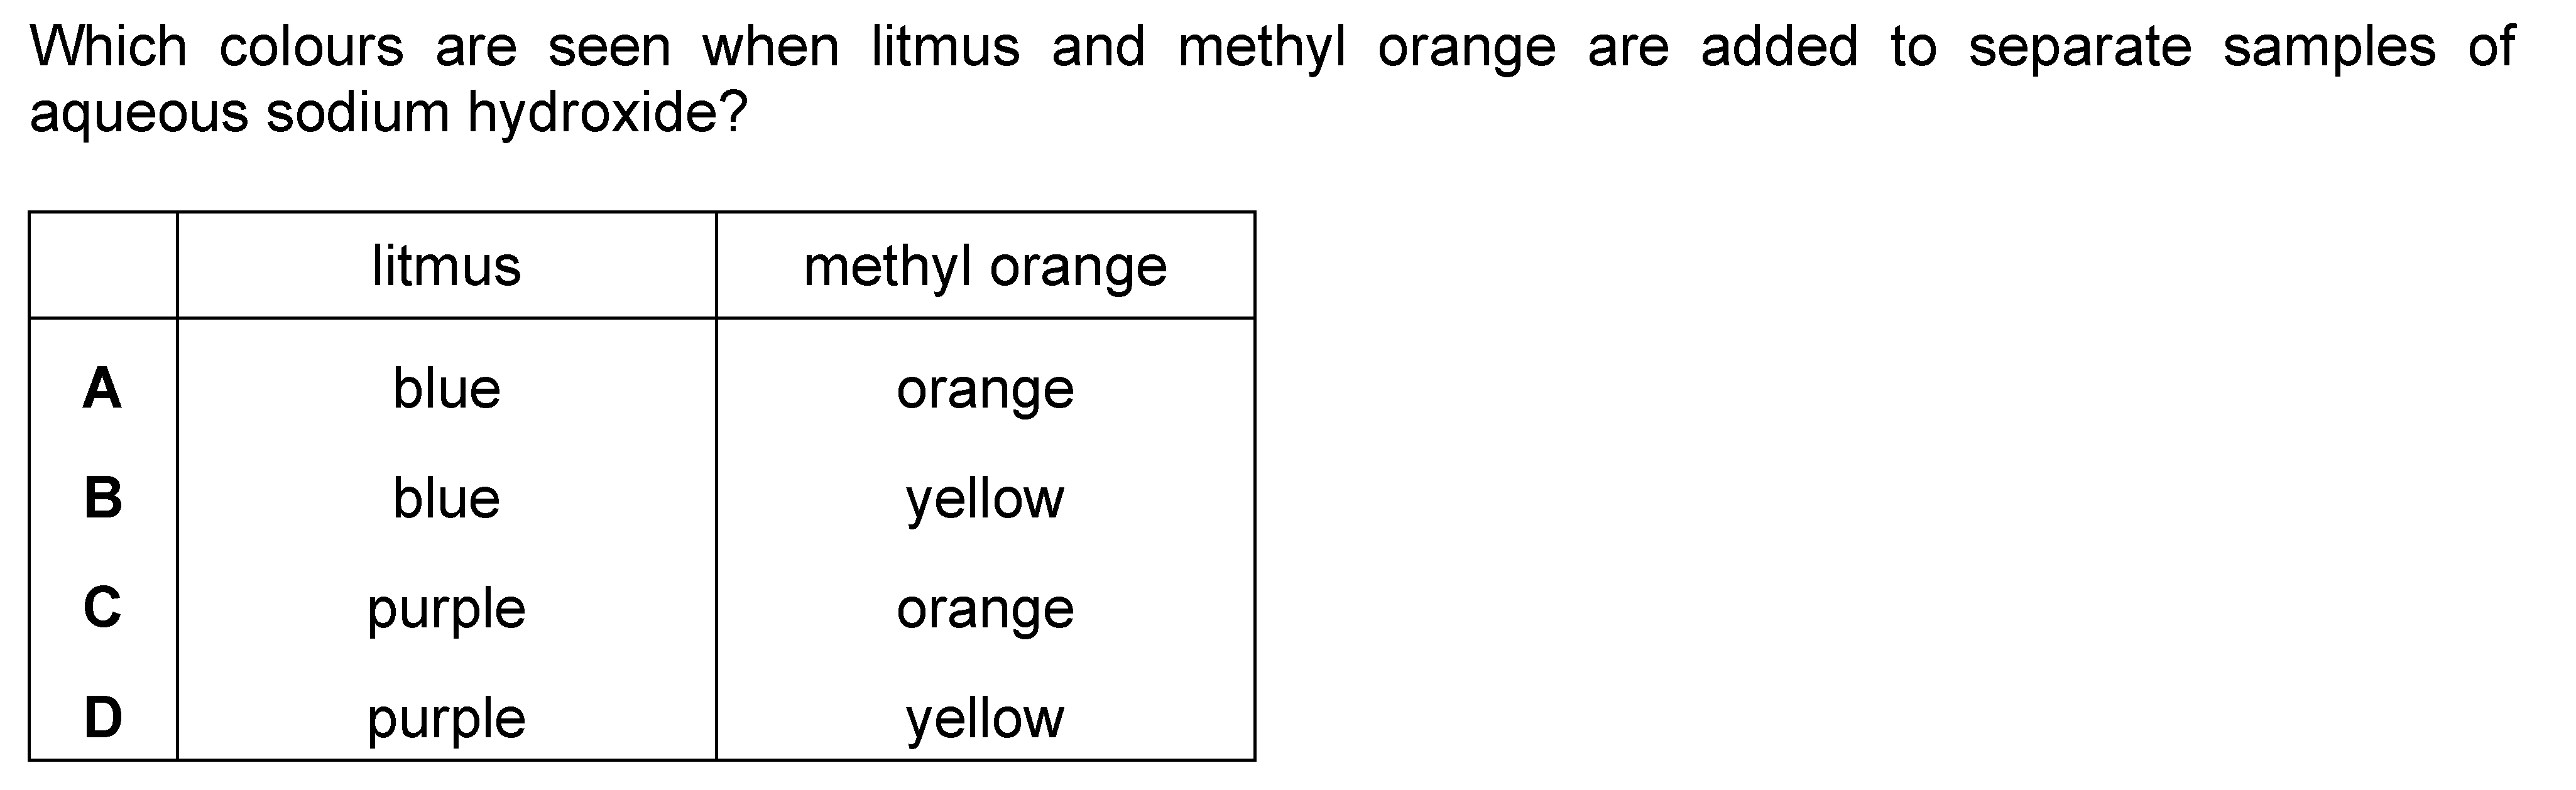 Which colours are seen when litmus and methyl orange are added to separate samples of
aqueous sodium hydroxide?
litmus methyl orange
A blue orange
B blue yellow
C purple orange
D purple yellow